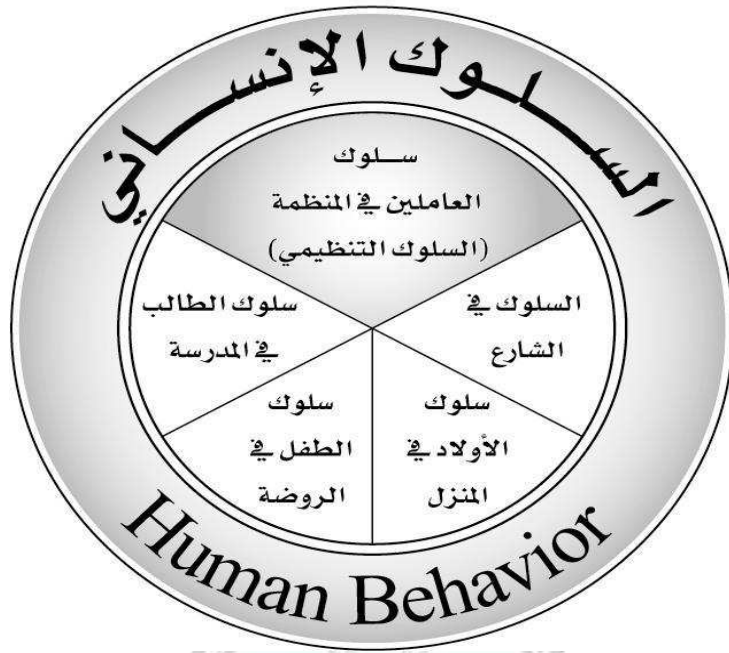 السلوك الإنساني
سلوك
العاملين في المنظمة
(السلوك التنظيمي)
السلوك في
الشارع
سلوك الطالب
في المدرسة
سلوك
الأولاد في
المنزل
سلوك
الطفل في
الروضة
Human Behavior